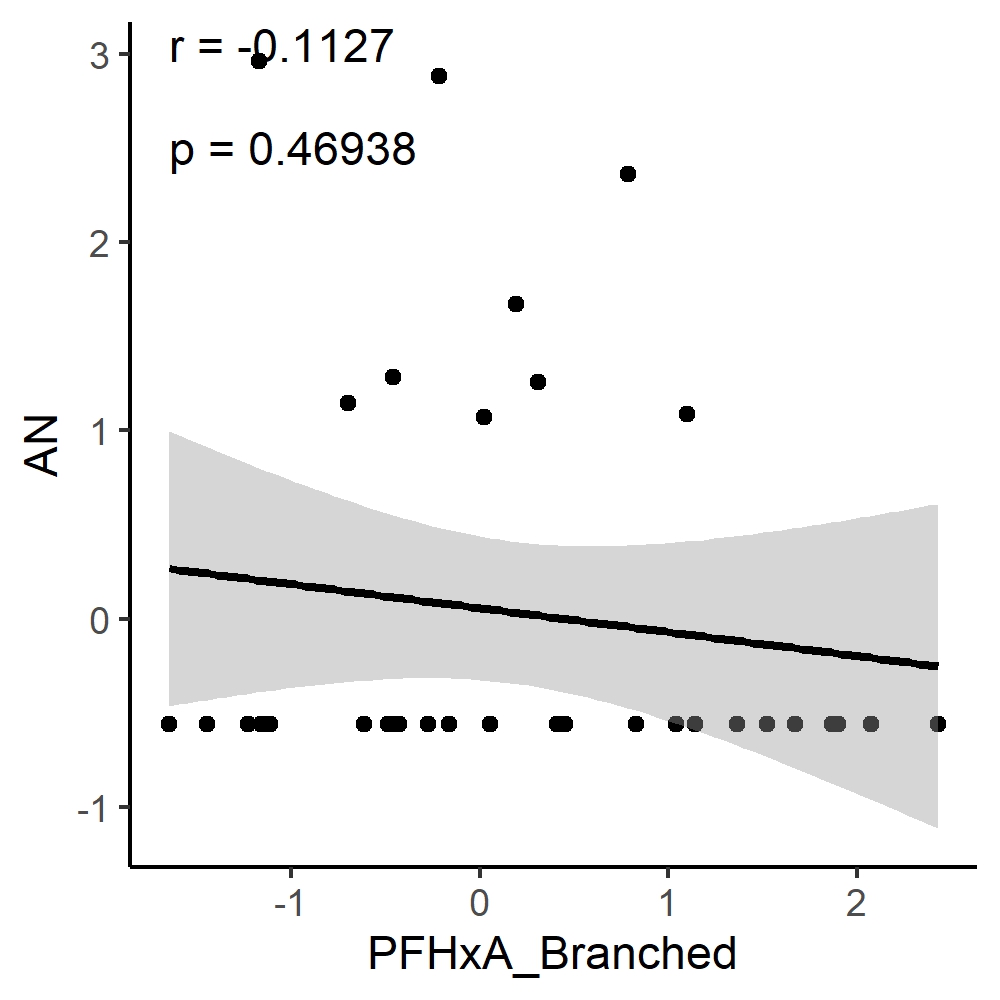 r = -0.1127
p = 0.46938
3
2
1
0
-1
AN
-1 0 1 2
PFHxA_Branched